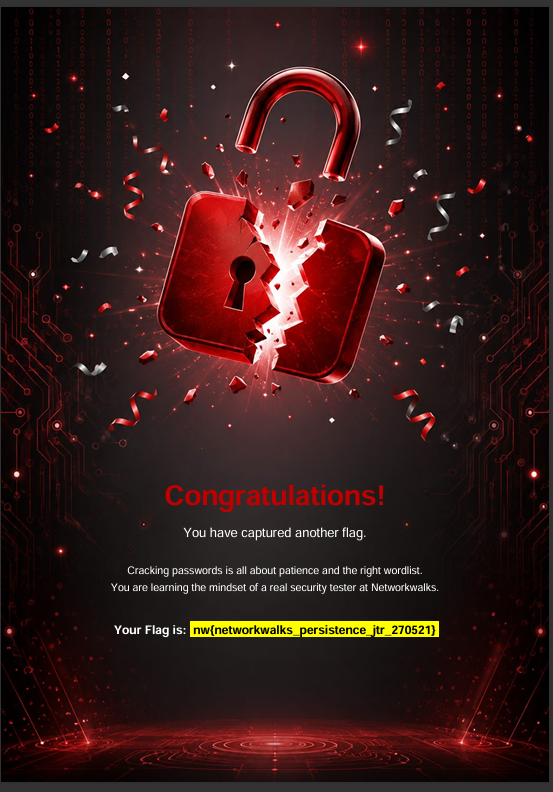 Congratulations!
You have captured another flag.
Cracking passwords is all about patience and the right wordlist.
You are learning the mindset of a real security tester at Networkwalks.
Your Flag is: nw{networkwalks_persistence_jtr_270521}